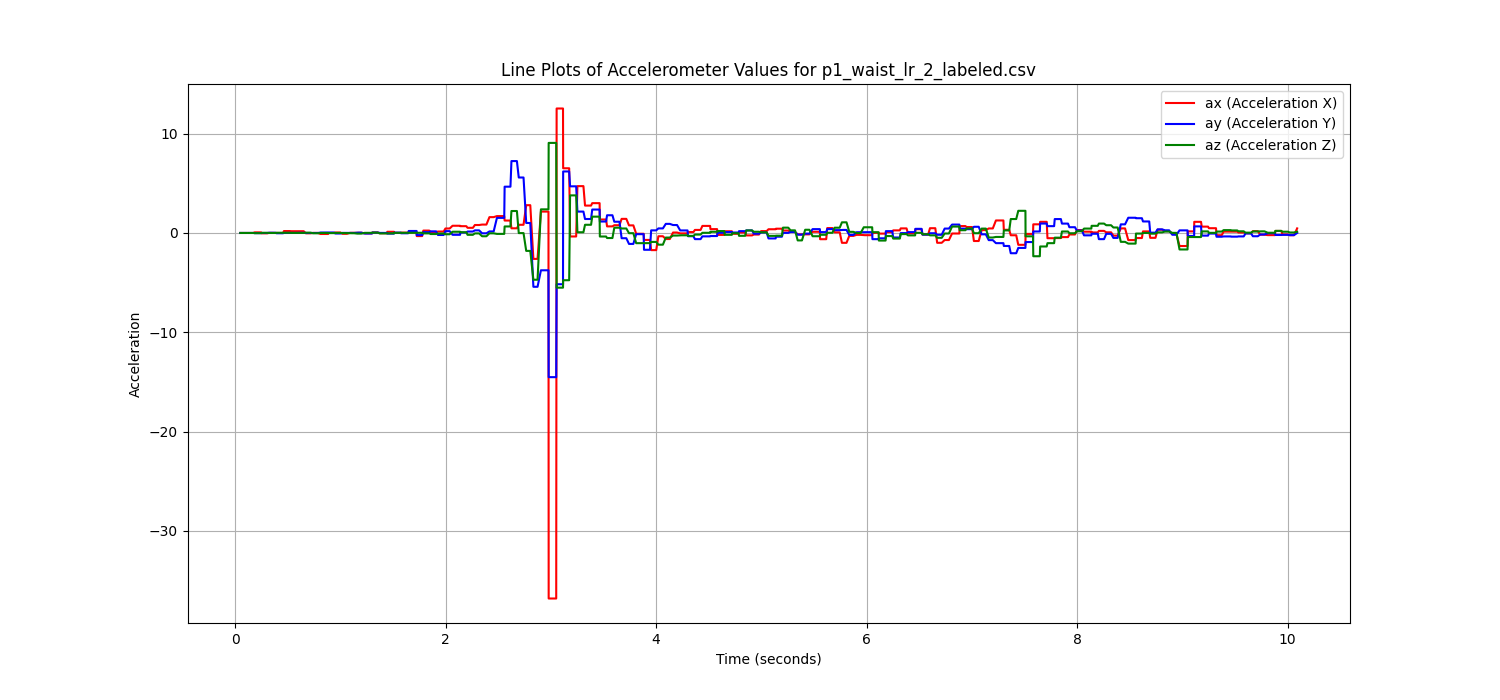 Line Plots of Accelerometer Values for p1_waist_lr_2_labeled.csv
ax (Acceleration X)
ay (Acceleration Y)
az (Acceleration Z)
10
0
−10
−20
−30
Acceleration
0 2 4 6 8 10
Time (seconds)